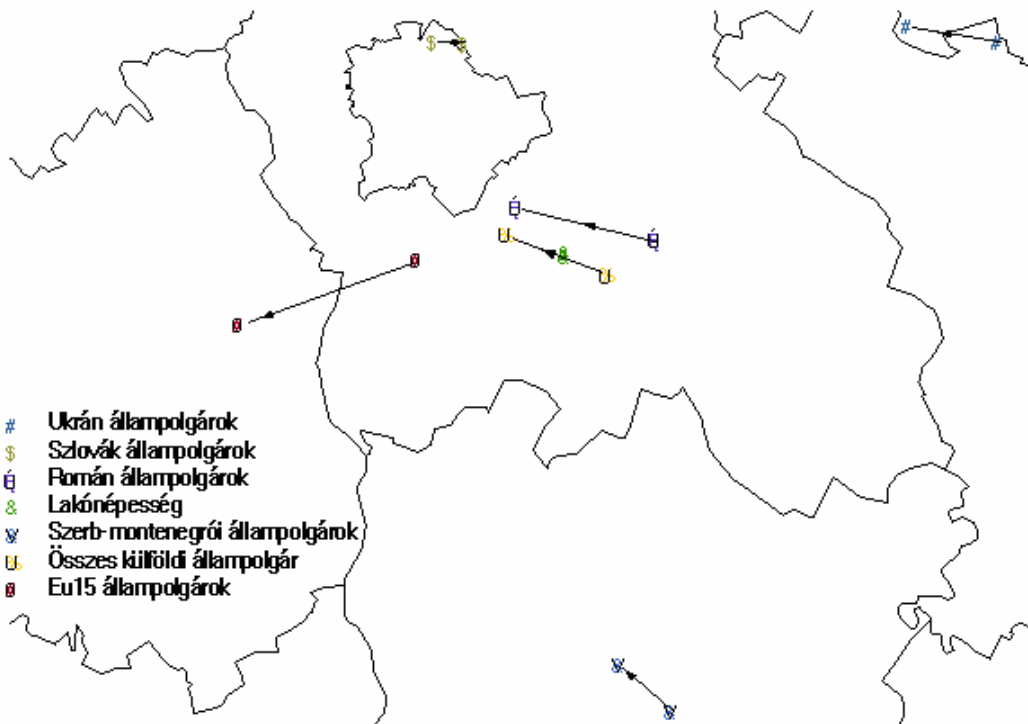 # Ukrán állampolgárok
$ Szlovák állampolgárok
Román állampolgárok
& Lakónépesség
Szerb-montenegrói állampolgárok
Összes külföldi állampolgár
Eu15 állampolgárok